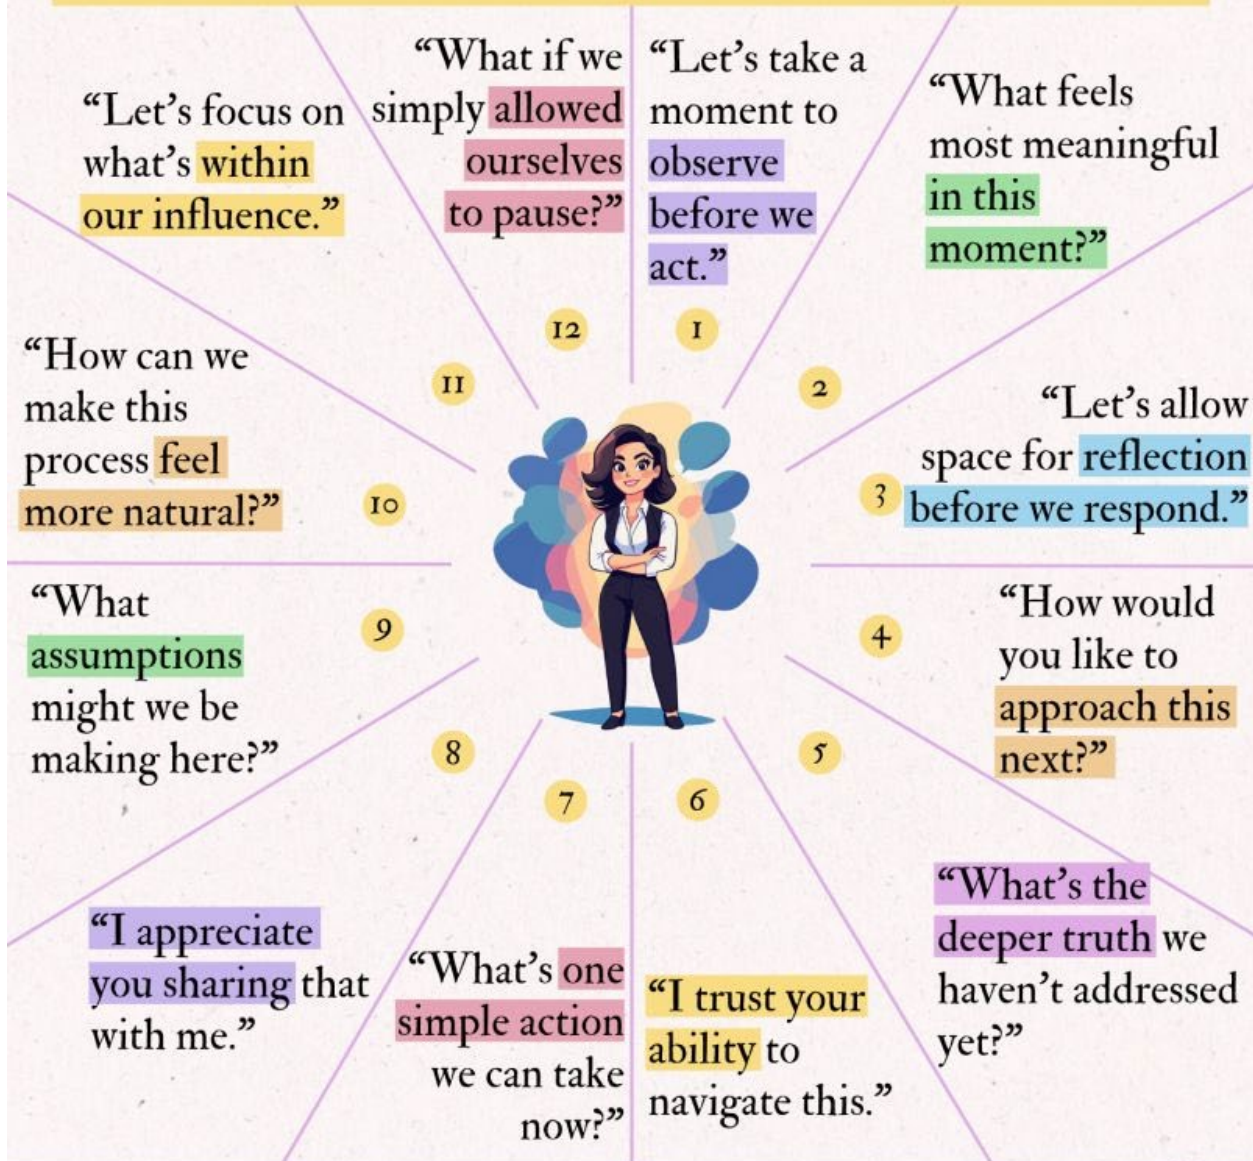 “Let’s take a
moment to
observe
before we
act.”
1
“What feels
most meaningful
in this
moment?”
2
“Let’s allow
space for reflection
before we respond.”
3
“How would
you like to
approach this
next?”
4
“What’s the
deeper truth we
haven’t addressed
yet?”
5
“I trust your
ability to
navigate this.”
6
“What’s one
simple action
we can take
now?”
7
“I appreciate
you sharing that
with me.”
8
“What
assumptions
might we be
making here?”
9
“How can we
make this
process feel
more natural?”
10
“Let’s focus on
what’s within
our influence.”
11
“What if we
simply allowed
ourselves
to pause?”
12